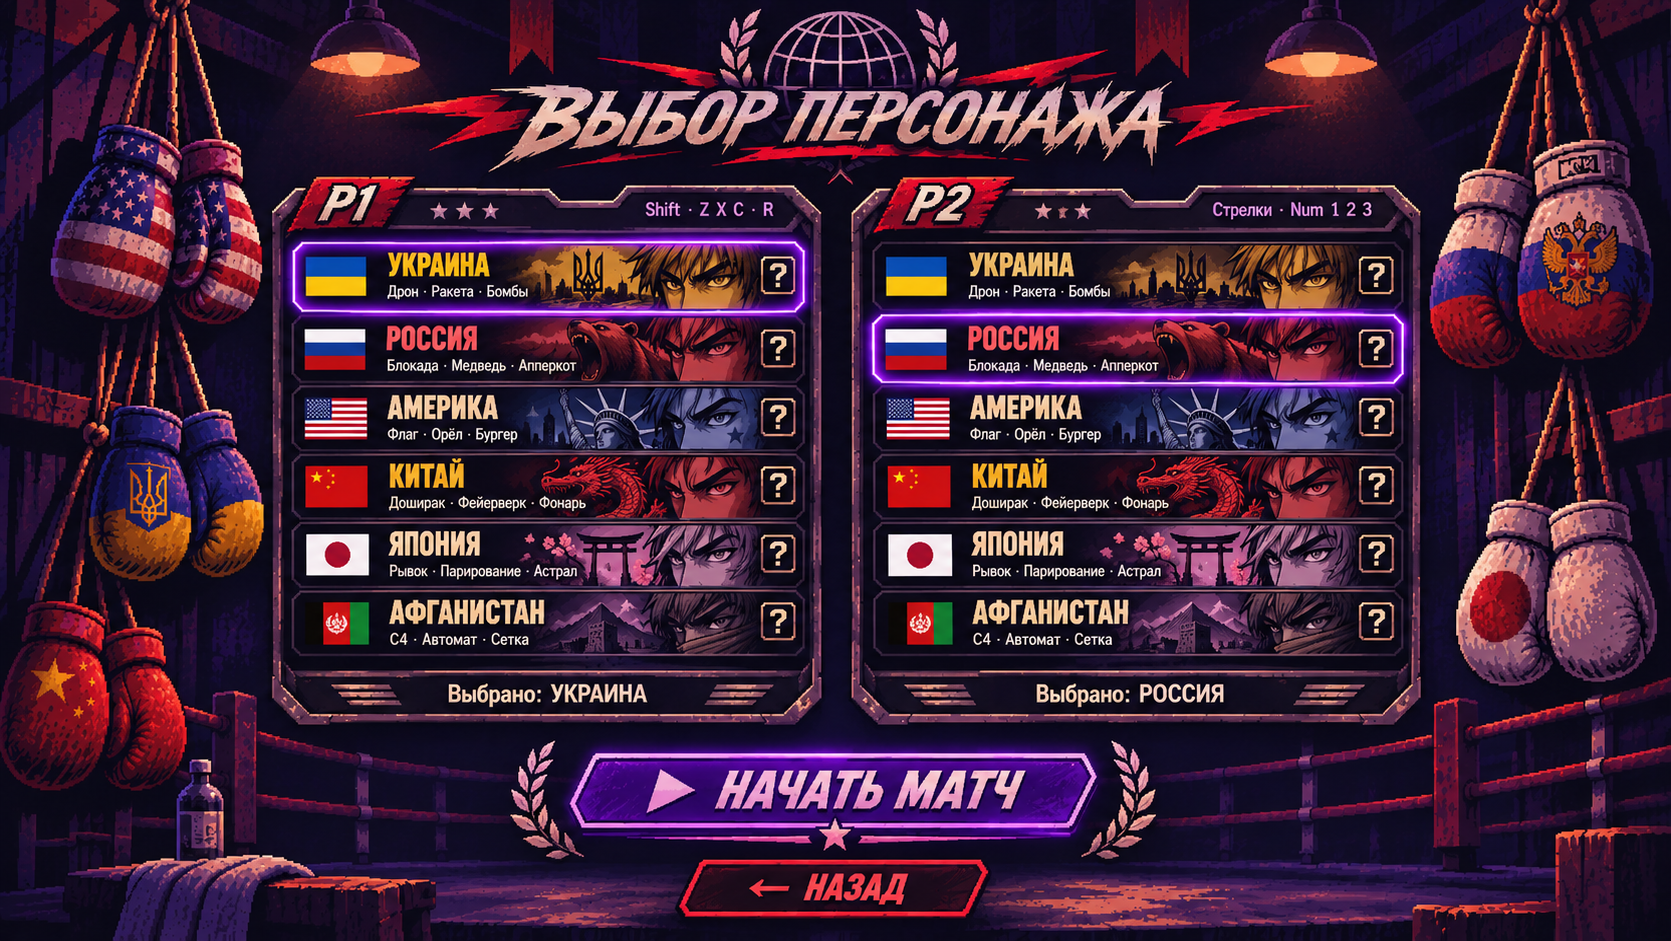 ВЫБОР ПЕРСОНАЖА
P1
Shift · Z X C · R
УКРАИНА
Дрон · Ракета · Бомбы
?
РОССИЯ
Блокада · Медведь · Апперкот
?
АМЕРИКА
Флаг · Орёл · Бургер
?
КИТАЙ
Доширак · Фейерверк · Фонарь
?
ЯПОНИЯ
Рывок · Парирование · Астрал
?
АФГАНИСТАН
C4 · Автомат · Сетка
?
Выбрано: УКРАИНА
P2
Стрелки · Num 1 2 3
УКРАИНА
Дрон · Ракета · Бомбы
?
РОССИЯ
Блокада · Медведь · Апперкот
?
АМЕРИКА
Флаг · Орёл · Бургер
?
КИТАЙ
Доширак · Фейерверк · Фонарь
?
ЯПОНИЯ
Рывок · Парирование · Астрал
?
АФГАНИСТАН
C4 · Автомат · Сетка
?
Выбрано: РОССИЯ
НАЧАТЬ МАТЧ
← НАЗАД